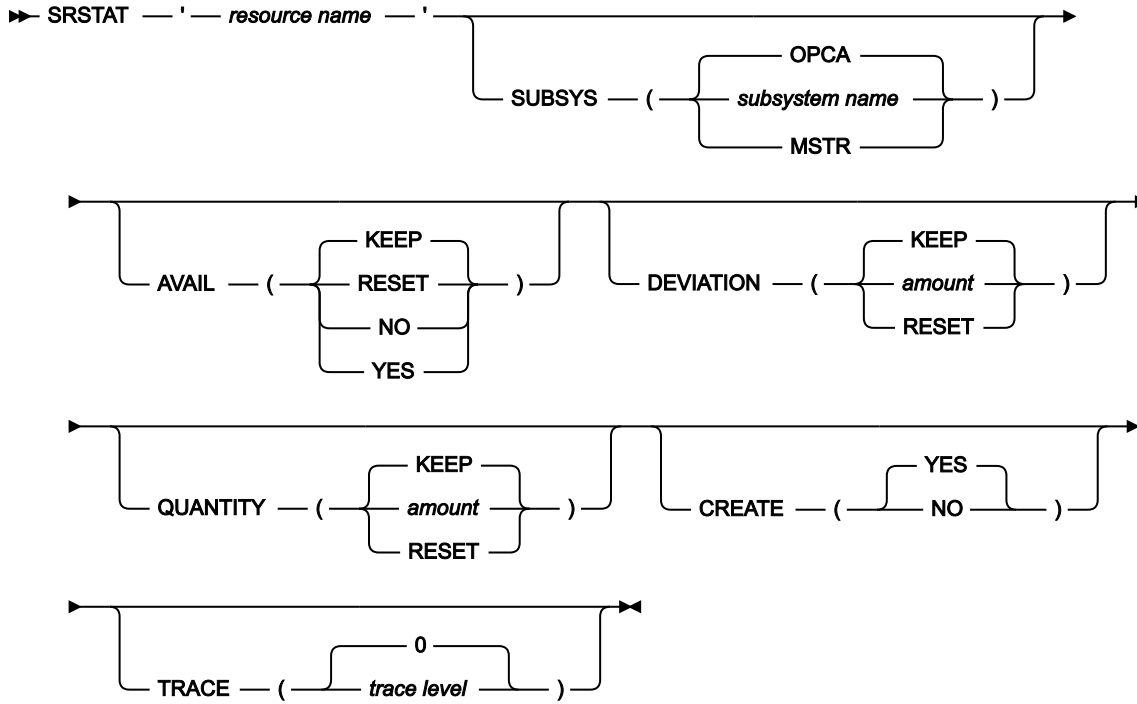 SRSTAT ' resource name '
OPCA
SUBSYS ( subsystem name )
MSTR
KEEP
AVAIL ( RESET )
NO
YES
KEEP
DEVIATION ( amount )
RESET
KEEP
QUANTITY ( amount )
RESET
YES
CREATE ( NO )
0
TRACE ( trace level )